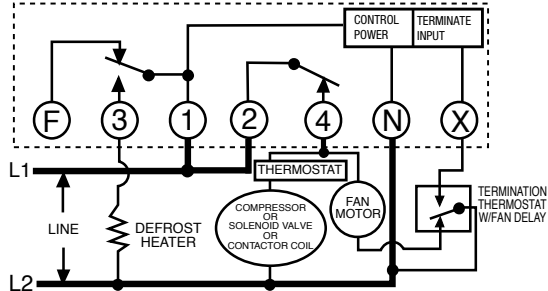 CONTROL
POWER
TERMINATE
INPUT
F
3
1
2
4
N
X
L1
THERMOSTAT
LINE
DEFROST
HEATER
COMPRESSOR
OR
SOLENOID VALVE
OR
CONTACTOR COIL
FAN
MOTOR
TERMINATION
THERMOSTAT
W/FAN DELAY
L2